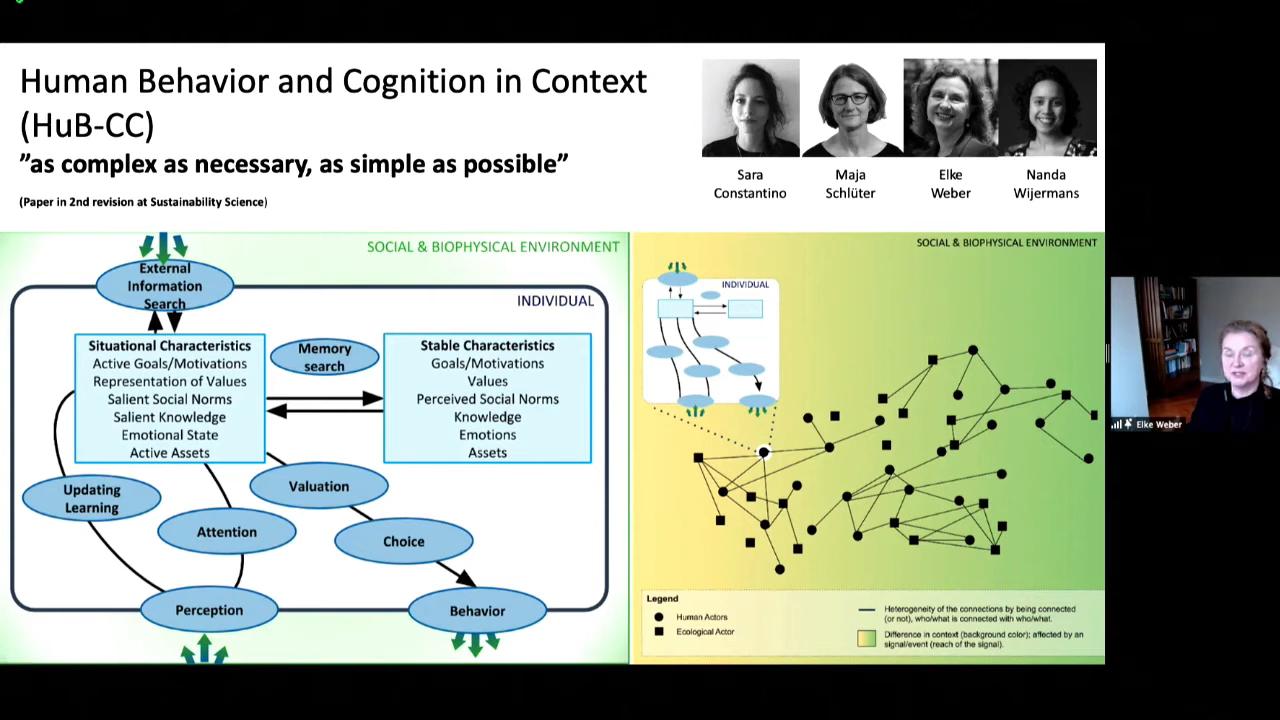 Human Behavior and Cognition in Context
(HuB-CC)
”as complex as necessary, as simple as possible”
(Paper in 2nd revision at Sustainability Science)
Sara
Constantino
Maja
Schlüter
Elke
Weber
Nanda
Wijermans
SOCIAL & BIOPHYSICAL ENVIRONMENT
External
Information
Search
INDIVIDUAL
Situational Characteristics
Active Goals/Motivations
Representation of Values
Salient Social Norms
Salient Knowledge
Emotional State
Active Assets
Memory
search
Stable Characteristics
Goals/Motivations
Values
Perceived Social Norms
Knowledge
Emotions
Assets
Updating
Learning
Attention
Valuation
Choice
Perception
Behavior
SOCIAL & BIOPHYSICAL ENVIRONMENT
INDIVIDUAL
Legend
Human Actors
Ecological Actor
Heterogeneity of the connections by being connected
(or not), who/what is connected with who/what.
Difference in context (background color); affected by an
signal/event (reach of the signal).
Elke Weber